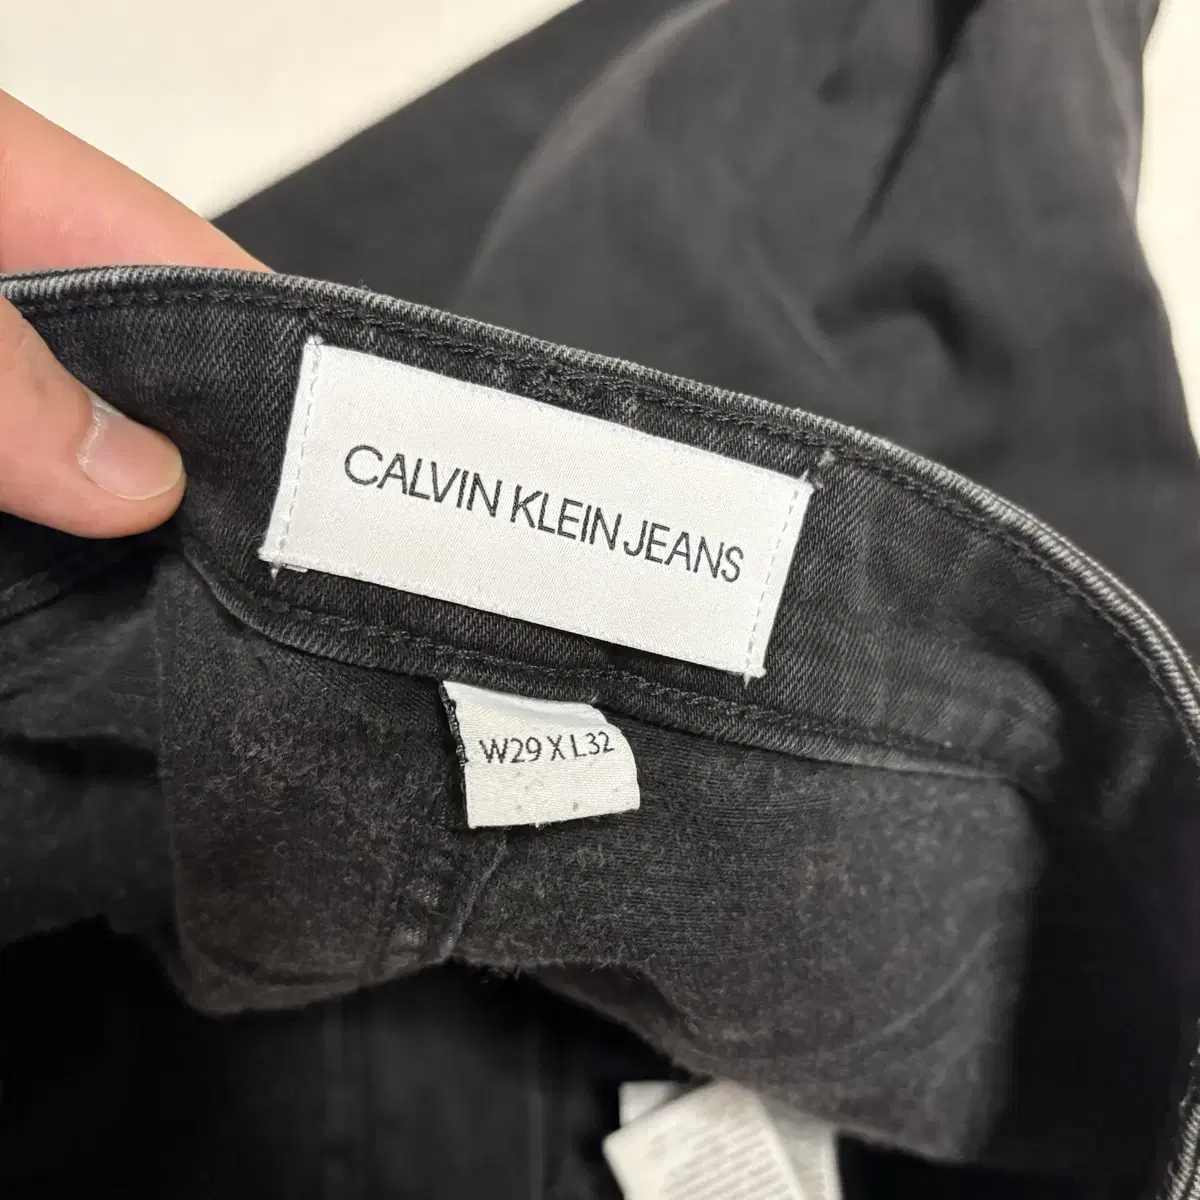 CALVIN KLEIN JEANS
W29 X L32